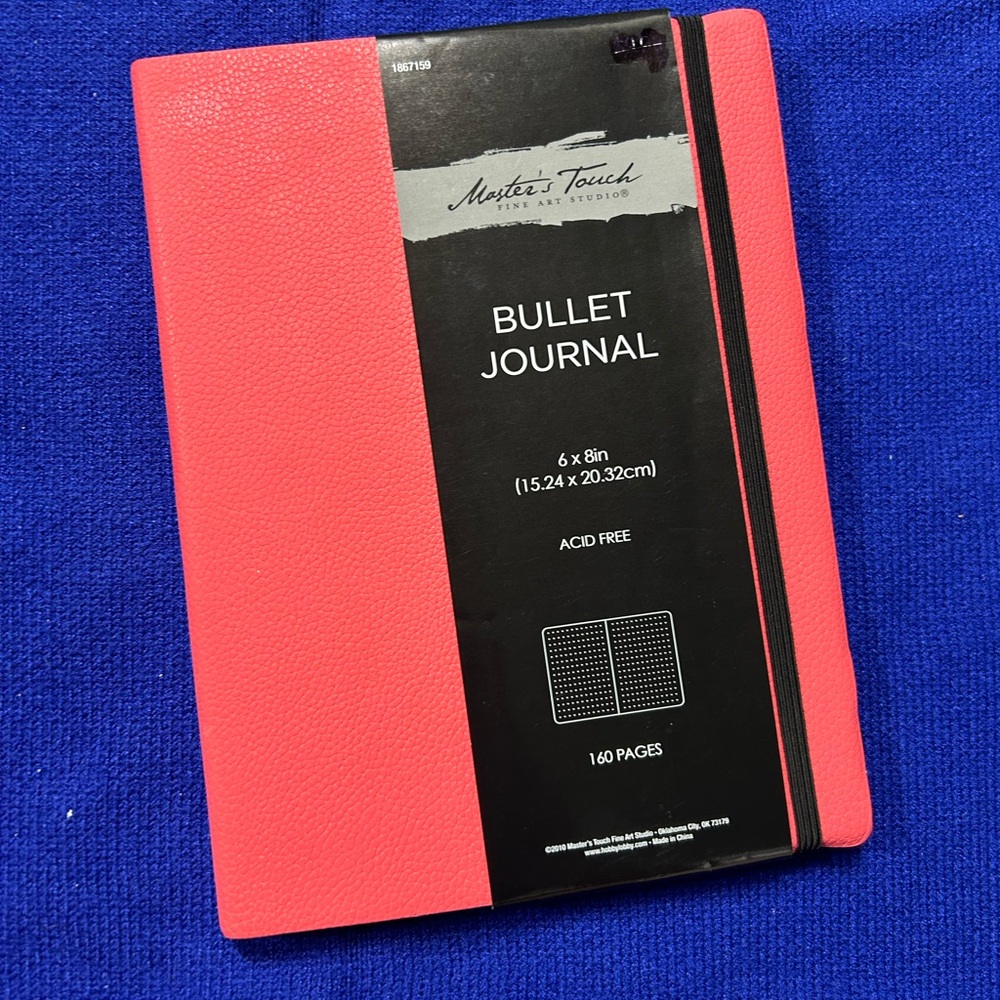 1867159
Master's Touch
FINE ART STUDIO®
BULLET
JOURNAL
6 x 8in
(15.24 x 20.32cm)
ACID FREE
160 PAGES
©2010 Master's Touch Fine Art Studio • Oklahoma City, OK 73179
www.hobbylobby.com • Made in China